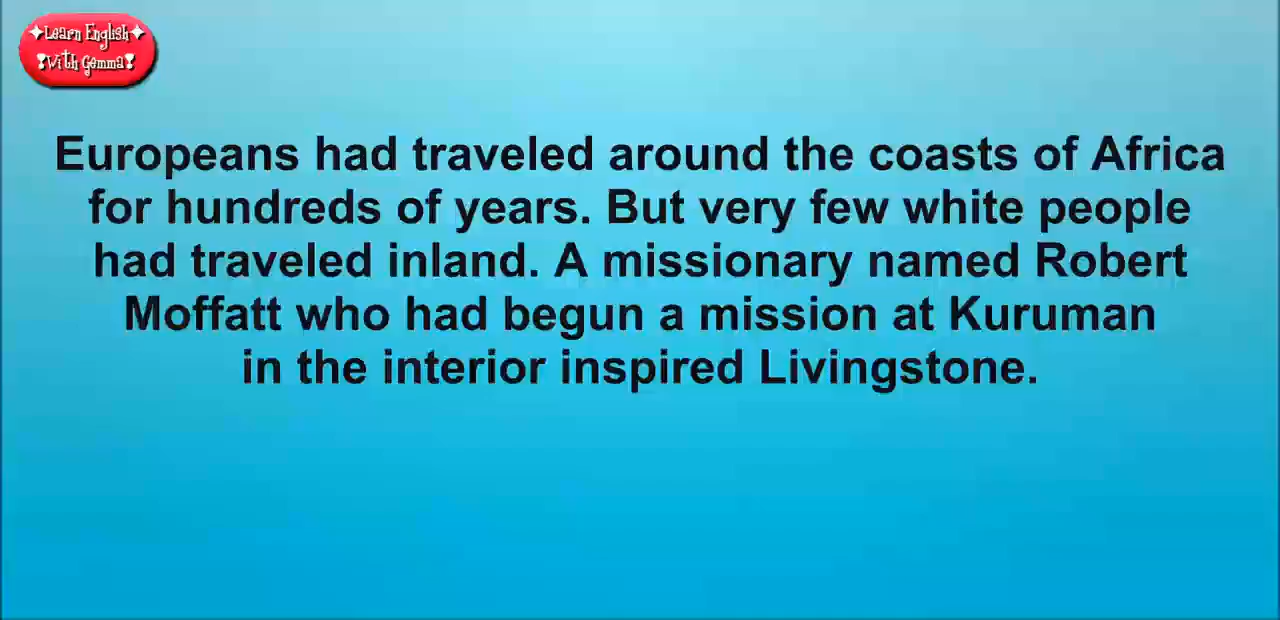 ✦Learn English✦
❣With Gemma❣
Europeans had traveled around the coasts of Africa
for hundreds of years. But very few white people
had traveled inland. A missionary named Robert
Moffatt who had begun a mission at Kuruman
in the interior inspired Livingstone.